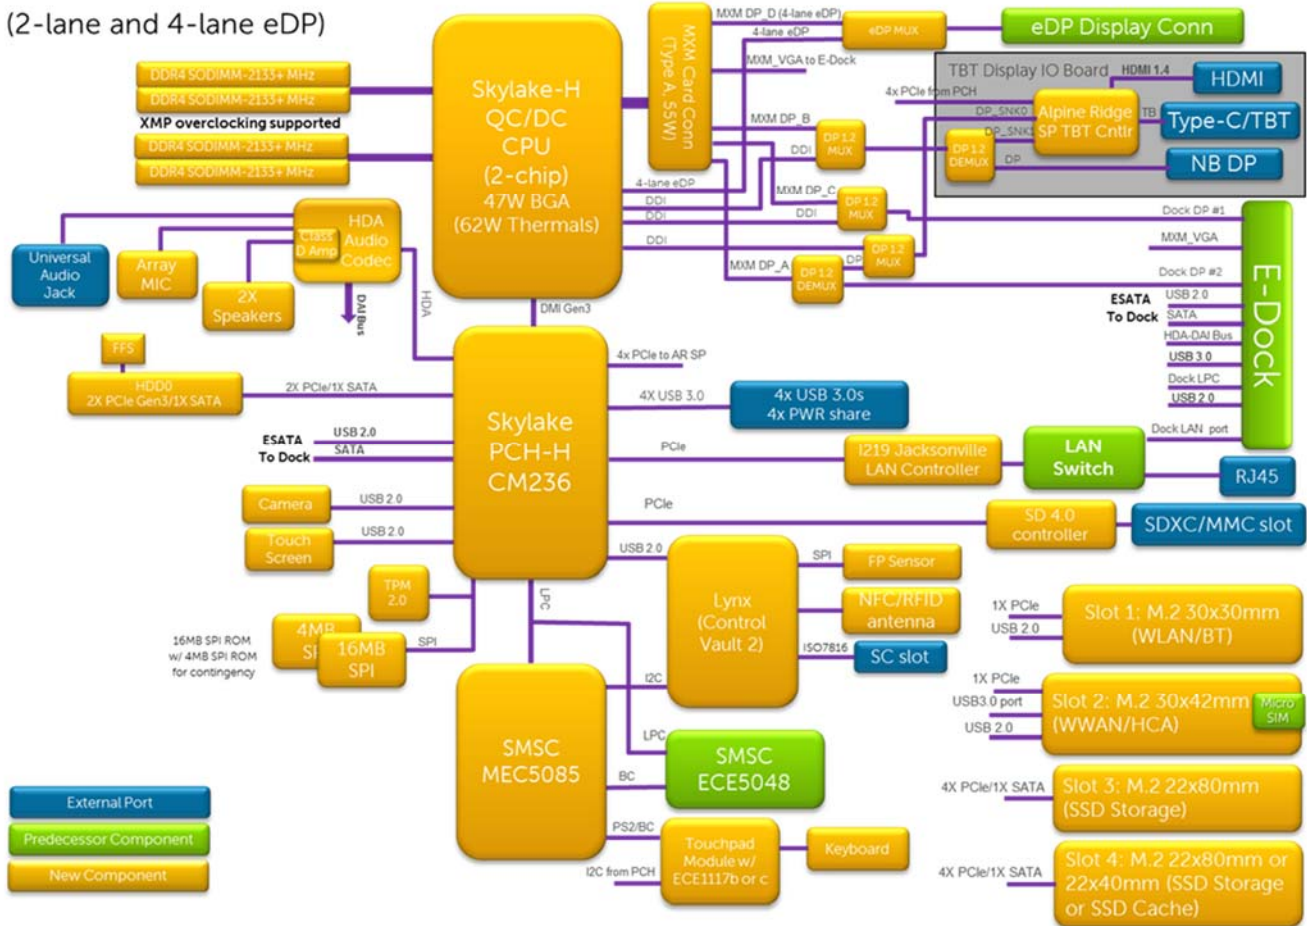 (2-lane and 4-lane eDP)
DDR4 SODIMM-2133+ MHz
DDR4 SODIMM-2133+ MHz
XMP overclocking supported
DDR4 SODIMM-2133+ MHz
DDR4 SODIMM-2133+ MHz
Skylake-H
QC/DC
CPU
(2-chip)
47W BGA
(62W Thermals)
MXM Card Conn
(Type A, 55W)
MXM DP_D (4-lane eDP)
4-lane eDP
eDP MUX
eDP Display Conn
MXM_VGA to E-Dock
TBT Display IO Board
HDMI 1.4
HDMI
4x PCIe from PCH
DP_SNK0
Alpine Ridge
SP TBT Cntlr
TB
Type-C/TBT
DP 1.2
DEMUX
DP
NB DP
MXM DP_B
DDI
DP 1.2
MUX
4-lane eDP
DDI
DDI
DDI
MXM DP_C
DDI
DP 1.2
MUX
DP 1.2
MUX
MXM DP_A
DP
DP 1.2
DEMUX
Dock DP #1
MXM_VGA
Dock DP #2
ESATA
To Dock
USB 2.0
SATA
HDA-DAI Bus
USB 3.0
Dock LPC
USB 2.0
Dock LAN port
E-Dock
Universal
Audio
Jack
Array
MIC
2X
Speakers
Class
D Amp
HDA
Audio
Codec
DAI Bus
HDA
DMI Gen3
FFS
HDD0
2X PCIe Gen3/1X SATA
2X PCIe/1X SATA
Skylake
PCH-H
CM236
4x PCIe to AR SP
4X USB 3.0
4x USB 3.0s
4x PWR share
ESATA
To Dock
USB 2.0
SATA
PCIe
I219 Jacksonville
LAN Controller
LAN
Switch
RJ45
Camera
USB 2.0
Touch
Screen
USB 2.0
PCIe
SD 4.0
controller
SDXC/MMC slot
USB 2.0
Lynx
(Control
Vault 2)
SPI
FP Sensor
NFC/RFID
antenna
ISO7816
SC slot
TPM
2.0
16MB SPI ROM
w/ 4MB SPI ROM
for contingency
4MB
16MB
SPI
SPI
LPC
SMSC
MEC5085
I2C
LPC
BC
SMSC
ECE5048
PS2/BC
I2C from PCH
Touchpad
Module w/
ECE1117b or c
Keyboard
1X PCIe
USB 2.0
Slot 1: M.2 30x30mm
(WLAN/BT)
1X PCIe
USB3.0 port
USB 2.0
Slot 2: M.2 30x42mm
(WWAN/HCA)
Micro
SIM
4X PCIe/1X SATA
Slot 3: M.2 22x80mm
(SSD Storage)
4X PCIe/1X SATA
Slot 4: M.2 22x80mm or
22x40mm (SSD Storage
or SSD Cache)
External Port
Predecessor Component
New Component